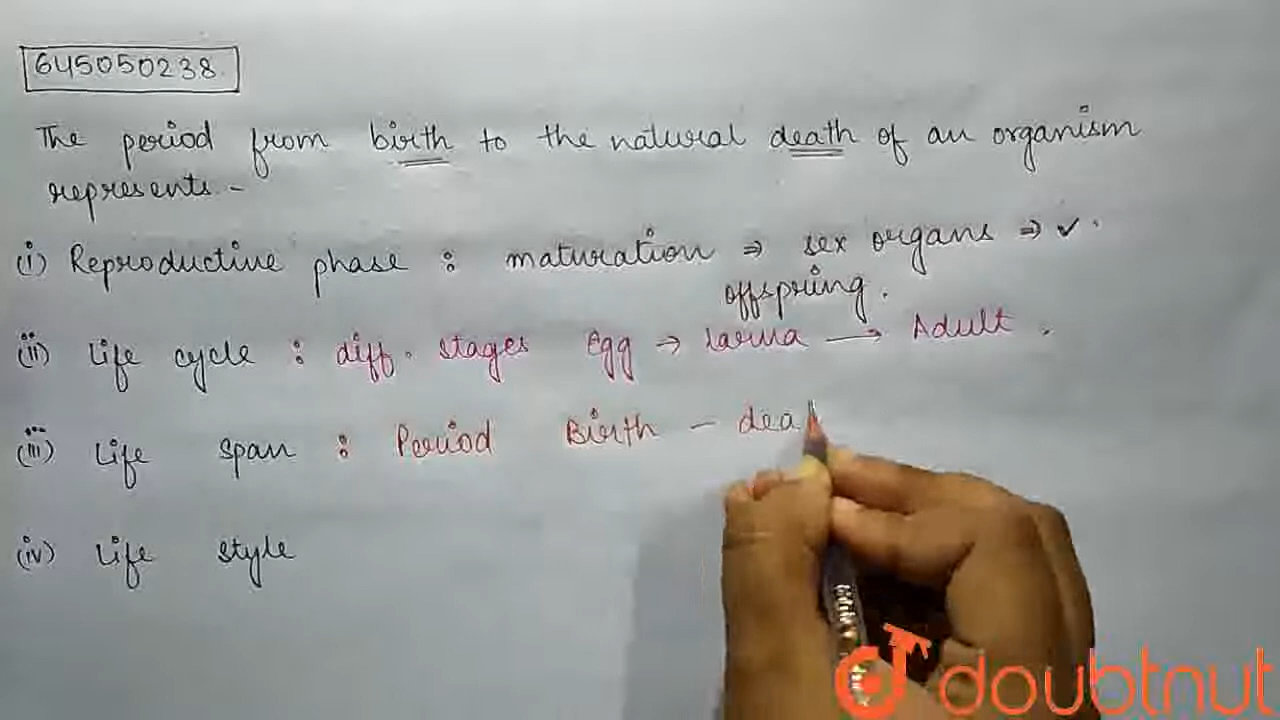 645050238.
The period from birth to the natural death of an organism
represents. -
(i) Reproductive phase : maturation ⇒ sex organs ⇒ ✓.
offspring.
(ii) Life cycle : diff. stages Egg → larva → Adult.
(iii) Life span : Period Birth - dea
(iv) Life style
doubtnut